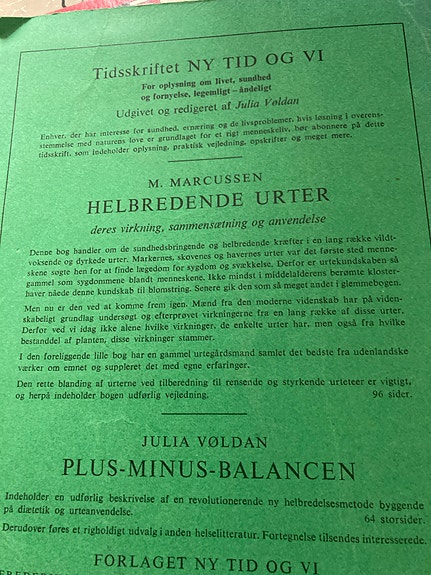 Tidsskriftet NY TID OG VI
For oplysning om livet, sundhed
og fornyelse, legemligt – åndeligt
Udgivet og redigeret af Julia Vøldan
Enhver, der har interesse for sundhed, ernæring og de livsproblemer, hvis løsning i overens-
stemmelse med naturens love er grundlaget for et rigt menneskeliv, bør abonnere på dette
tidsskrift, som indeholder oplysning, praktisk vejledning, opskrifter og meget mere.
M. MARCUSSEN
HELBREDENDE URTER
deres virkning, sammensætning og anvendelse
Denne bog handler om de sundhedsbringende og helbredende kræfter i en lang række vildt-
voksende og dyrkede urter. Markernes, skovenes og havernes urter var det første sted menne-
skene søgte hen for at finde lægedom for sygdom og svækkelse. Derfor er urtekundskaben så
gammel som sygdommene blandt menneskene. Ikke mindst i middelalderens berømte kloster-
haver nåede denne kundskab til blomstring. Senere gik den som så meget andet i glemmebogen.
Men nu er den ved at komme frem igen. Mænd fra den moderne videnskab har på viden-
skabeligt grundlag undersøgt og efterprøvet virkningerne fra en lang række af disse urter.
Derfor ved vi idag ikke alene hvilke virkninger, de enkelte urter har, men også fra hvilke
bestanddel af planten, disse virkninger stammer.
I den foreliggende lille bog har en gammel urtegårdsmand samlet det bedste fra udenlandske
værker om emnet og suppleret det med egne erfaringer.
Den rette blanding af urterne ved tilberedning til rensende og styrkende urteteer er vigtigt,
og herpå indeholder bogen udførlig vejledning. 96 sider.
JULIA VØLDAN
PLUS-MINUS-BALANCEN
Indeholder en udførlig beskrivelse af en revolutionerende ny helbredelsesmetode byggende
på diætetik og urteanvendelse. 64 storsider.
Derudover føres et righoldigt udvalg i anden helselitteratur. Fortegnelse tilsendes interesserede.
FORLAGET NY TID OG VI